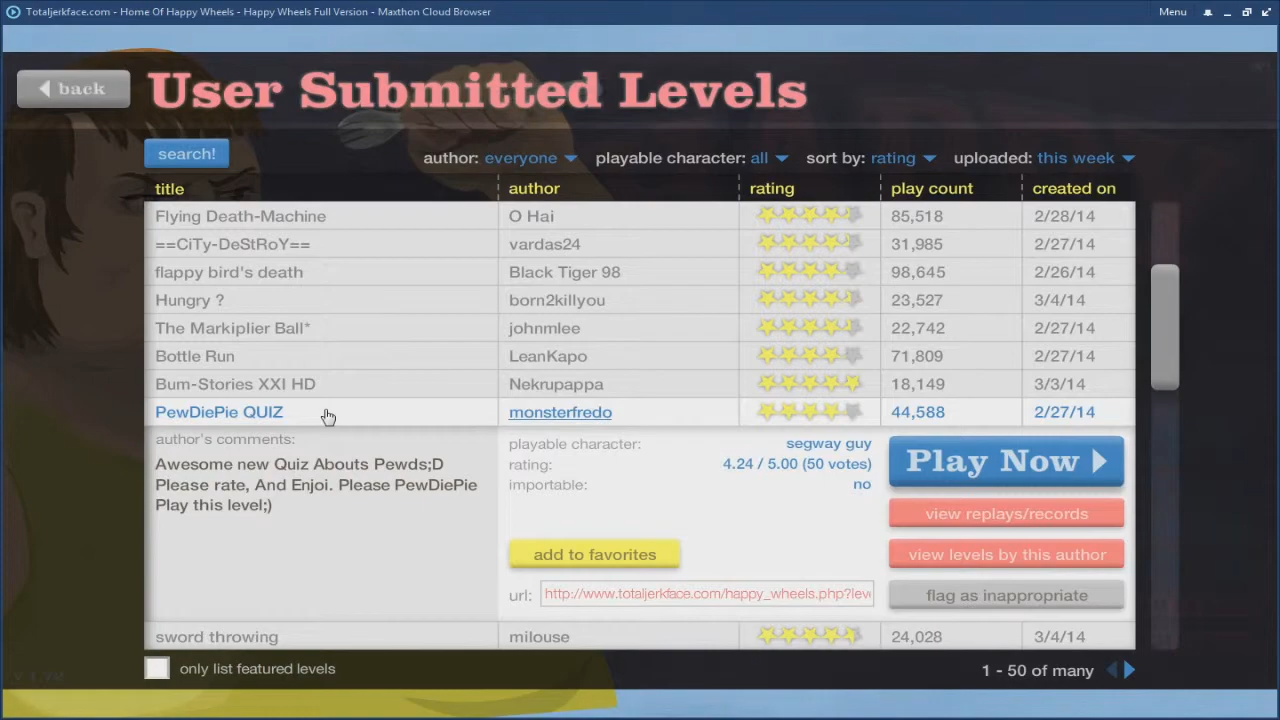 Totaljerkface.com - Home Of Happy Wheels - Happy Wheels Full Version - Maxthon Cloud Browser Menu
back User Submitted Levels
search! author: everyone playable character: all sort by: rating uploaded: this week
title author rating play count created on
Flying Death-Machine O Hai 85,518 2/28/14
==CiTy-DeStRoY== vardas24 31,985 2/27/14
flappy bird's death Black Tiger 98 98,645 2/26/14
Hungry ? born2killyou 23,527 3/4/14
The Markiplier Ball* johnmlee 22,742 2/27/14
Bottle Run LeanKapo 71,809 2/27/14
Bum-Stories XXI HD Nekrupappa 18,149 3/3/14
PewDiePie QUIZ monsterfredo 44,588 2/27/14
author's comments:
Awesome new Quiz Abouts Pewds;D
Please rate, And Enjoi. Please PewDiePie
Play this level;)
playable character: segway guy
rating: 4.24 / 5.00 (50 votes)
importable: no
add to favorites
url: http://www.totaljerkface.com/happy_wheels.php?leve
Play Now
view replays/records
view levels by this author
flag as inappropriate
sword throwing milouse 24,028 3/4/14
only list featured levels 1 - 50 of many